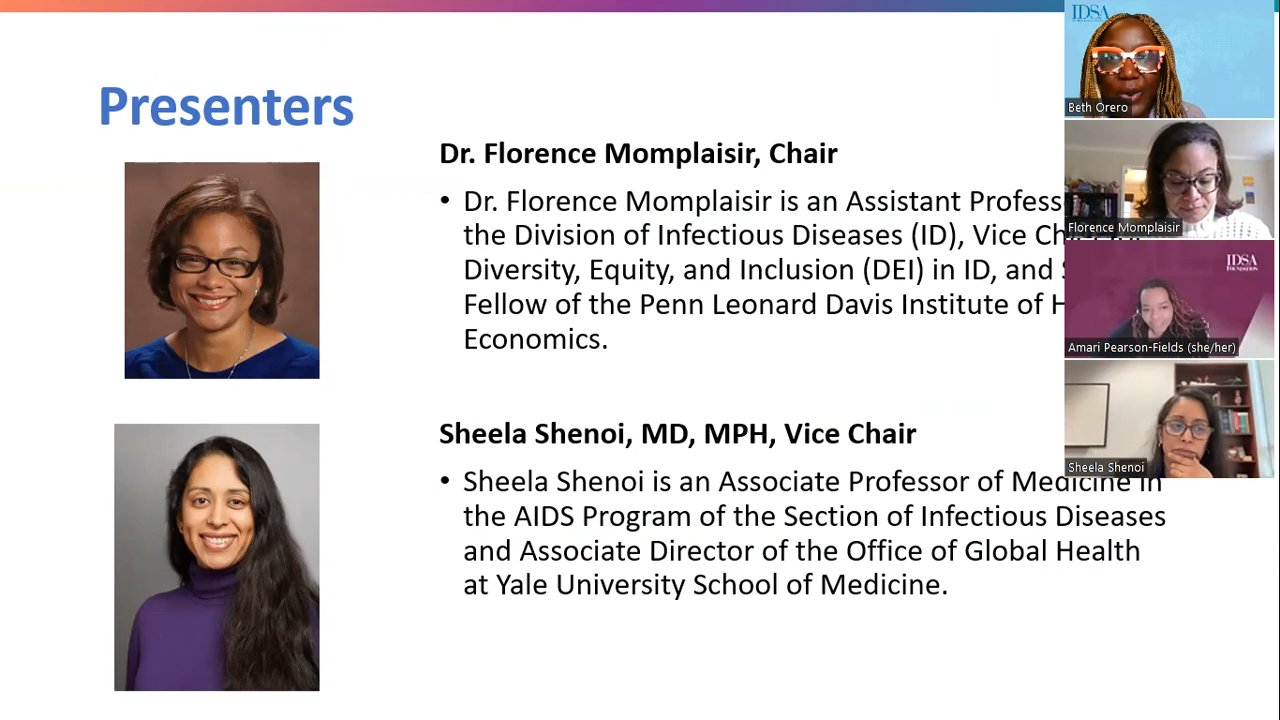 Presenters
Dr. Florence Momplaisir, Chair
• Dr. Florence Momplaisir is an Assistant
the Division of Infectious Diseases (ID), Vice
Diversity, Equity, and Inclusion (DEI) in ID, and
Fellow of the Penn Leonard Davis Institute of
Economics.
Sheela Shenoi, MD, MPH, Vice Chair
• Sheela Shenoi is an Associate Professor of Medicine in
the AIDS Program of the Section of Infectious Diseases
and Associate Director of the Office of Global Health
at Yale University School of Medicine.
IDSA
Beth Orero
Florence Momplaisir
IDSA
FOUNDATION
Amari Pearson-Fields (she/her)
Sheela Shenoi